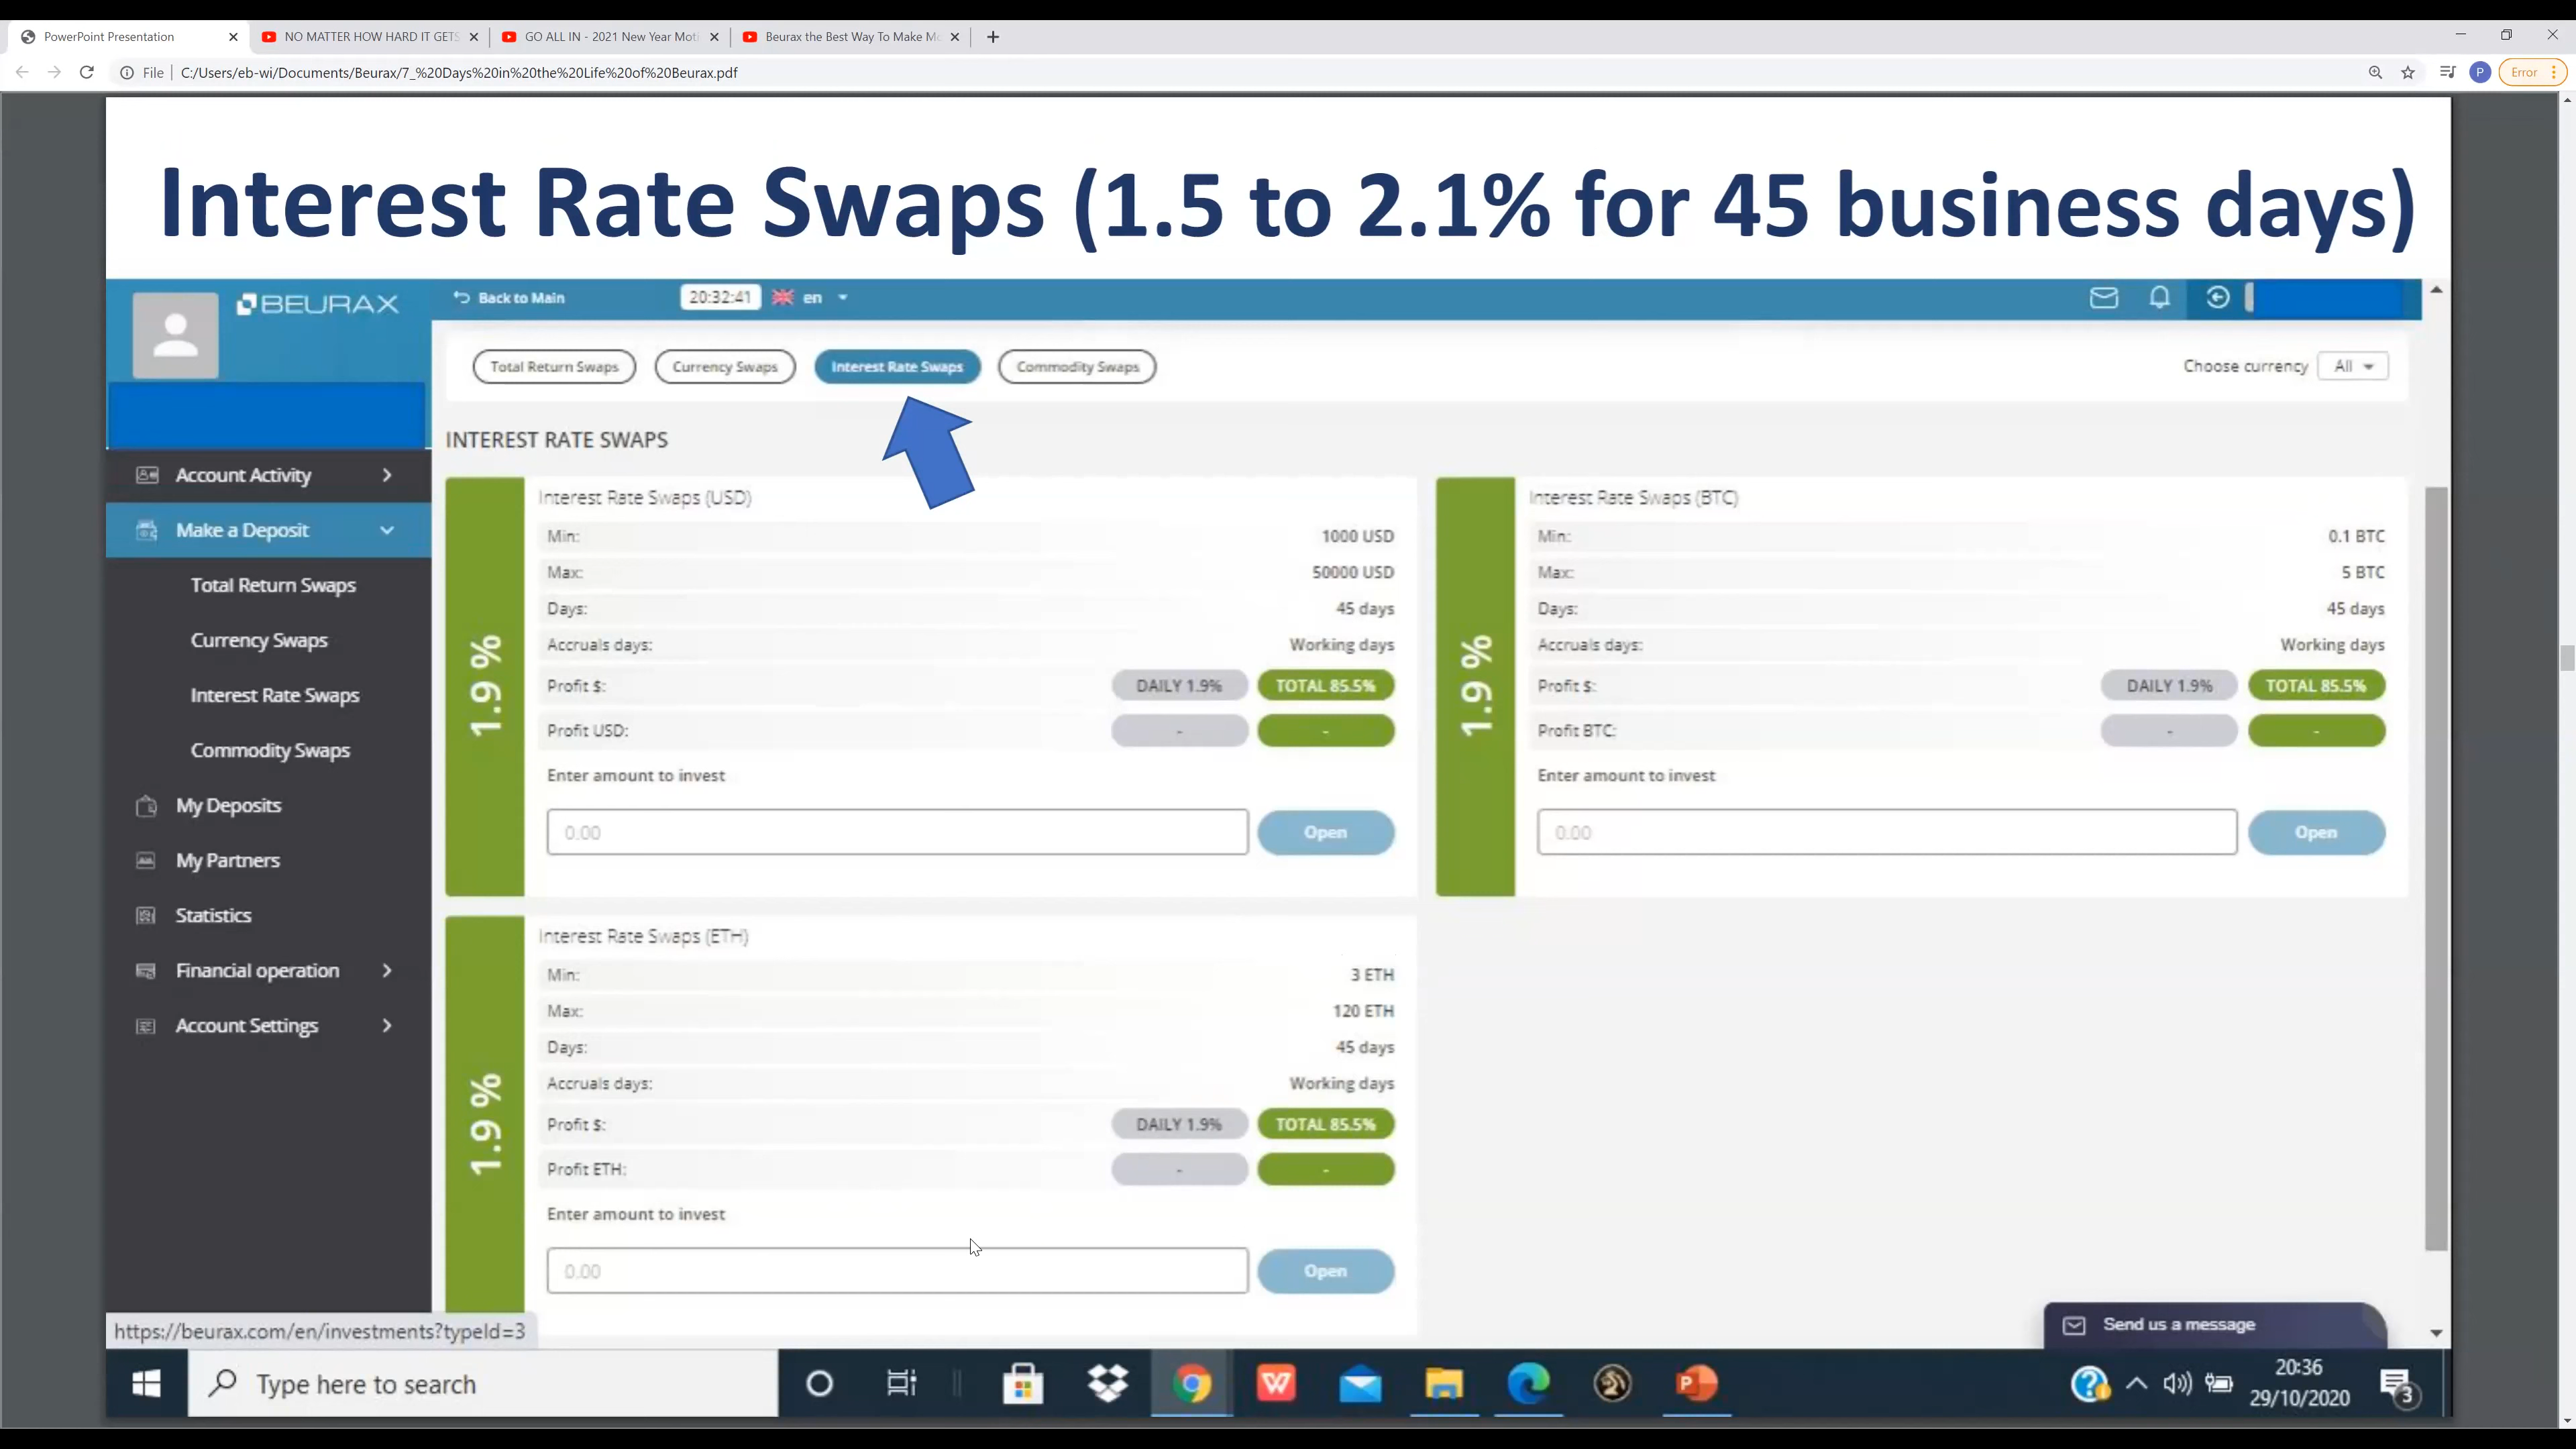 PowerPoint Presentation
NO MATTER HOW HARD IT GETS
GO ALL IN - 2021 New Year Moti
Beurax the Best Way To Make Mo
File C:/Users/eb-wi/Documents/Beurax/7_%20Days%20in%20the%20Life%20of%20Beurax.pdf
P Error
Interest Rate Swaps (1.5 to 2.1% for 45 business days)
BEURAX
Back to Main 20:32:41 en
Total Return Swaps Currency Swaps Interest Rate Swaps Commodity Swaps Choose currency All
Account Activity
Make a Deposit
Total Return Swaps
Currency Swaps
Interest Rate Swaps
Commodity Swaps
My Deposits
My Partners
Statistics
Financial operation
Account Settings
INTEREST RATE SWAPS
1.9 %
Interest Rate Swaps (USD)
Min: 1000 USD
Max: 50000 USD
Days: 45 days
Accruals days: Working days
Profit $: DAILY 1.9% TOTAL 85.5%
Profit USD: - -
Enter amount to invest
0.00 Open
1.9 %
Interest Rate Swaps (BTC)
Min: 0.1 BTC
Max: 5 BTC
Days: 45 days
Accruals days: Working days
Profit $: DAILY 1.9% TOTAL 85.5%
Profit BTC: - -
Enter amount to invest
0.00 Open
1.9 %
Interest Rate Swaps (ETH)
Min: 3 ETH
Max: 120 ETH
Days: 45 days
Accruals days: Working days
Profit $: DAILY 1.9% TOTAL 85.5%
Profit ETH: - -
Enter amount to invest
0.00 Open
https://beurax.com/en/investments?typeId=3
Send us a message
Type here to search
20:36
29/10/2020
3